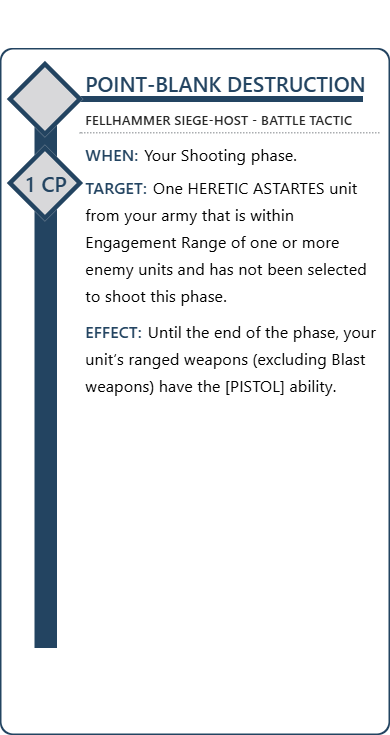 POINT-BLANK DESTRUCTION
FELLHAMMER SIEGE-HOST - BATTLE TACTIC
WHEN: Your Shooting phase.
1 CP
TARGET: One HERETIC ASTARTES unit
from your army that is within
Engagement Range of one or more
enemy units and has not been selected
to shoot this phase.
EFFECT: Until the end of the phase, your
unit’s ranged weapons (excluding Blast
weapons) have the [PISTOL] ability.